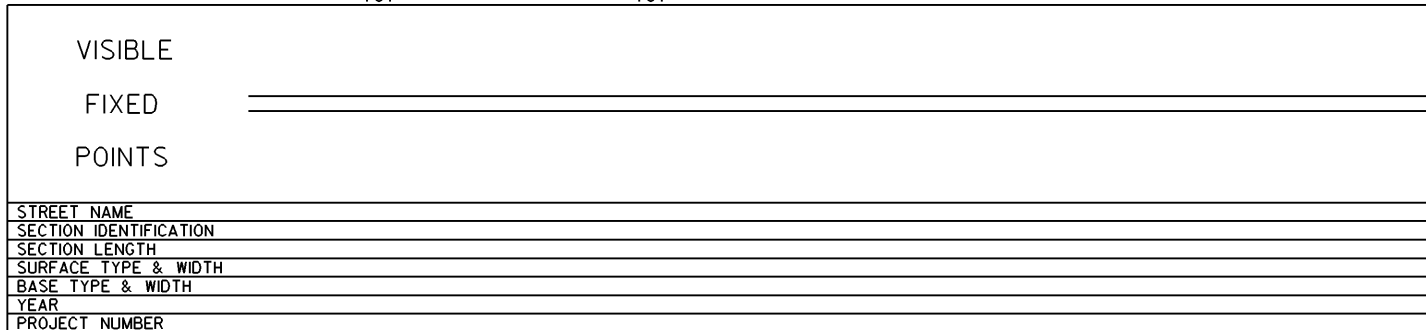 VISIBLE
FIXED
POINTS
STREET NAME
SECTION IDENTIFICATION
SECTION LENGTH
SURFACE TYPE & WIDTH
BASE TYPE & WIDTH
YEAR
PROJECT NUMBER